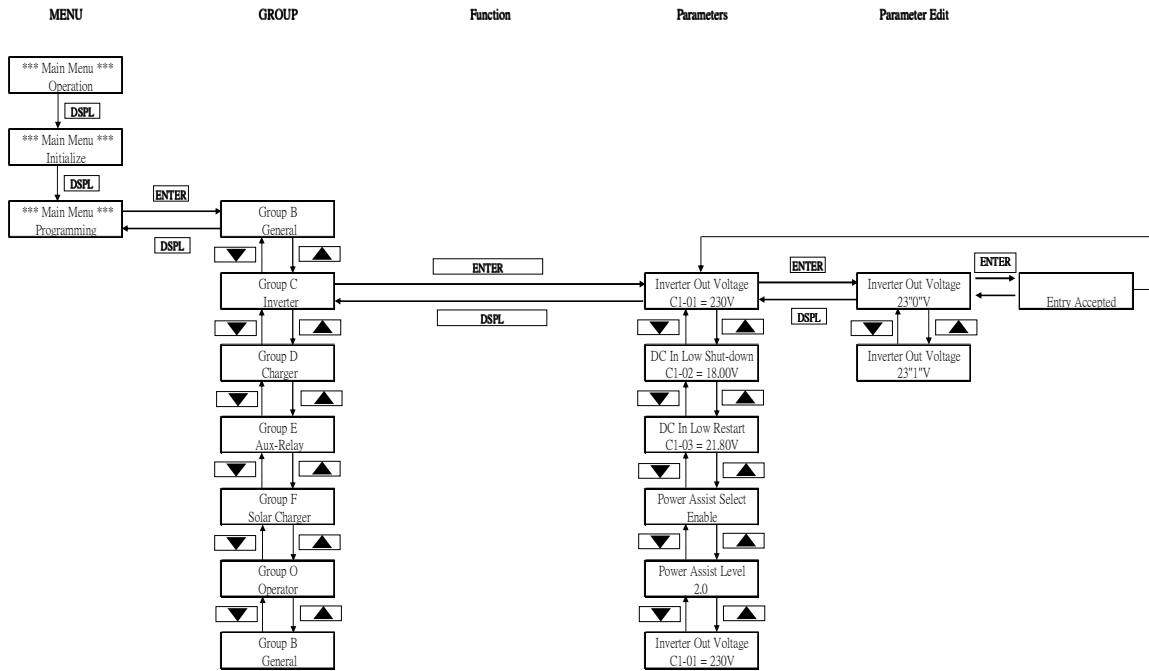 MENU
GROUP
Function
Parameters
Parameter Edit
*** Main Menu ***
Operation
DSPL
*** Main Menu ***
Initialize
DSPL
*** Main Menu ***
Programming
ENTER
DSPL
Group B
General
Group C
Inverter
Group D
Charger
Group E
Aux-Relay
Group F
Solar Charger
Group O
Operator
Group B
General
ENTER
DSPL
Inverter Out Voltage
C1-01 = 230V
DC In Low Shut-down
C1-02 = 18.00V
DC In Low Restart
C1-03 = 21.80V
Power Assist Select
Enable
Power Assist Level
2.0
Inverter Out Voltage
C1-01 = 230V
ENTER
DSPL
Inverter Out Voltage
23"0"V
Inverter Out Voltage
23"1"V
ENTER
Entry Accepted